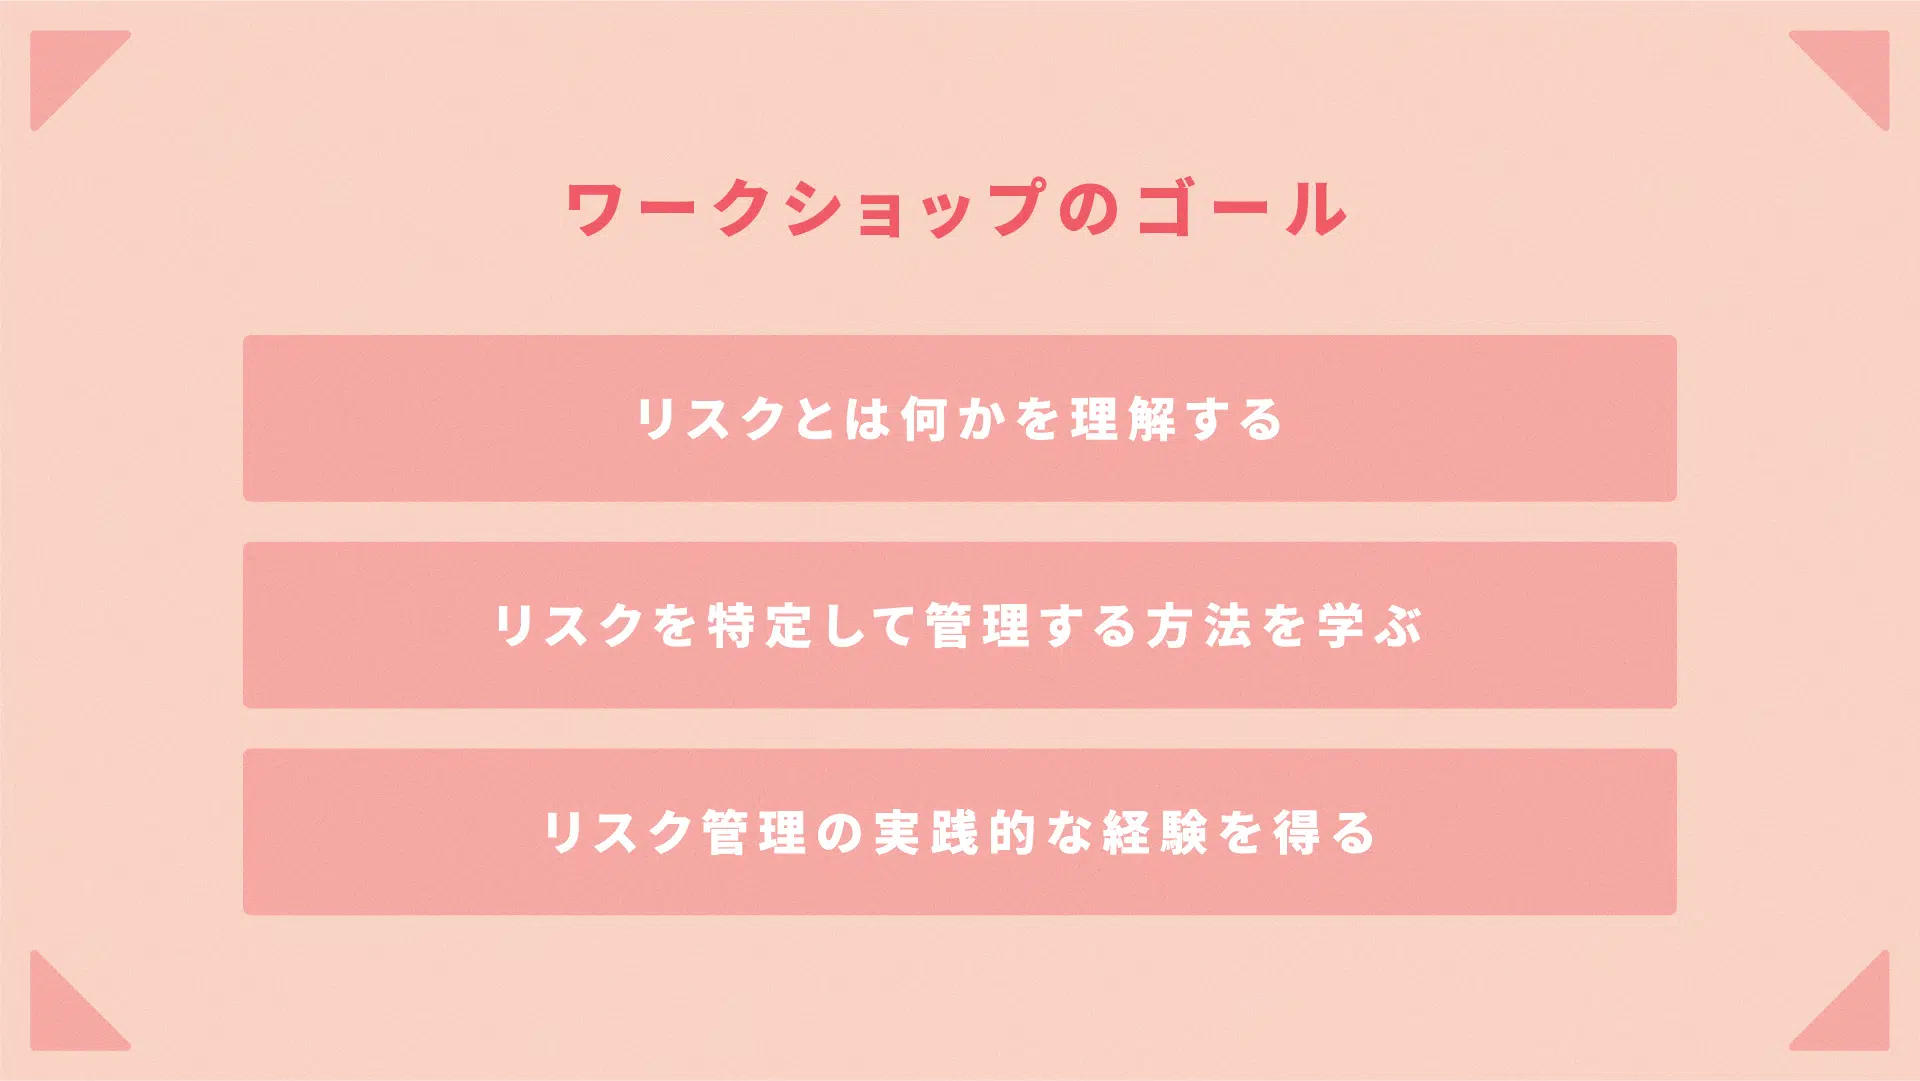 ワークショップのゴール
リスクとは何かを理解する
リスクを特定して管理する方法を学ぶ
リスク管理の実践的な経験を得る